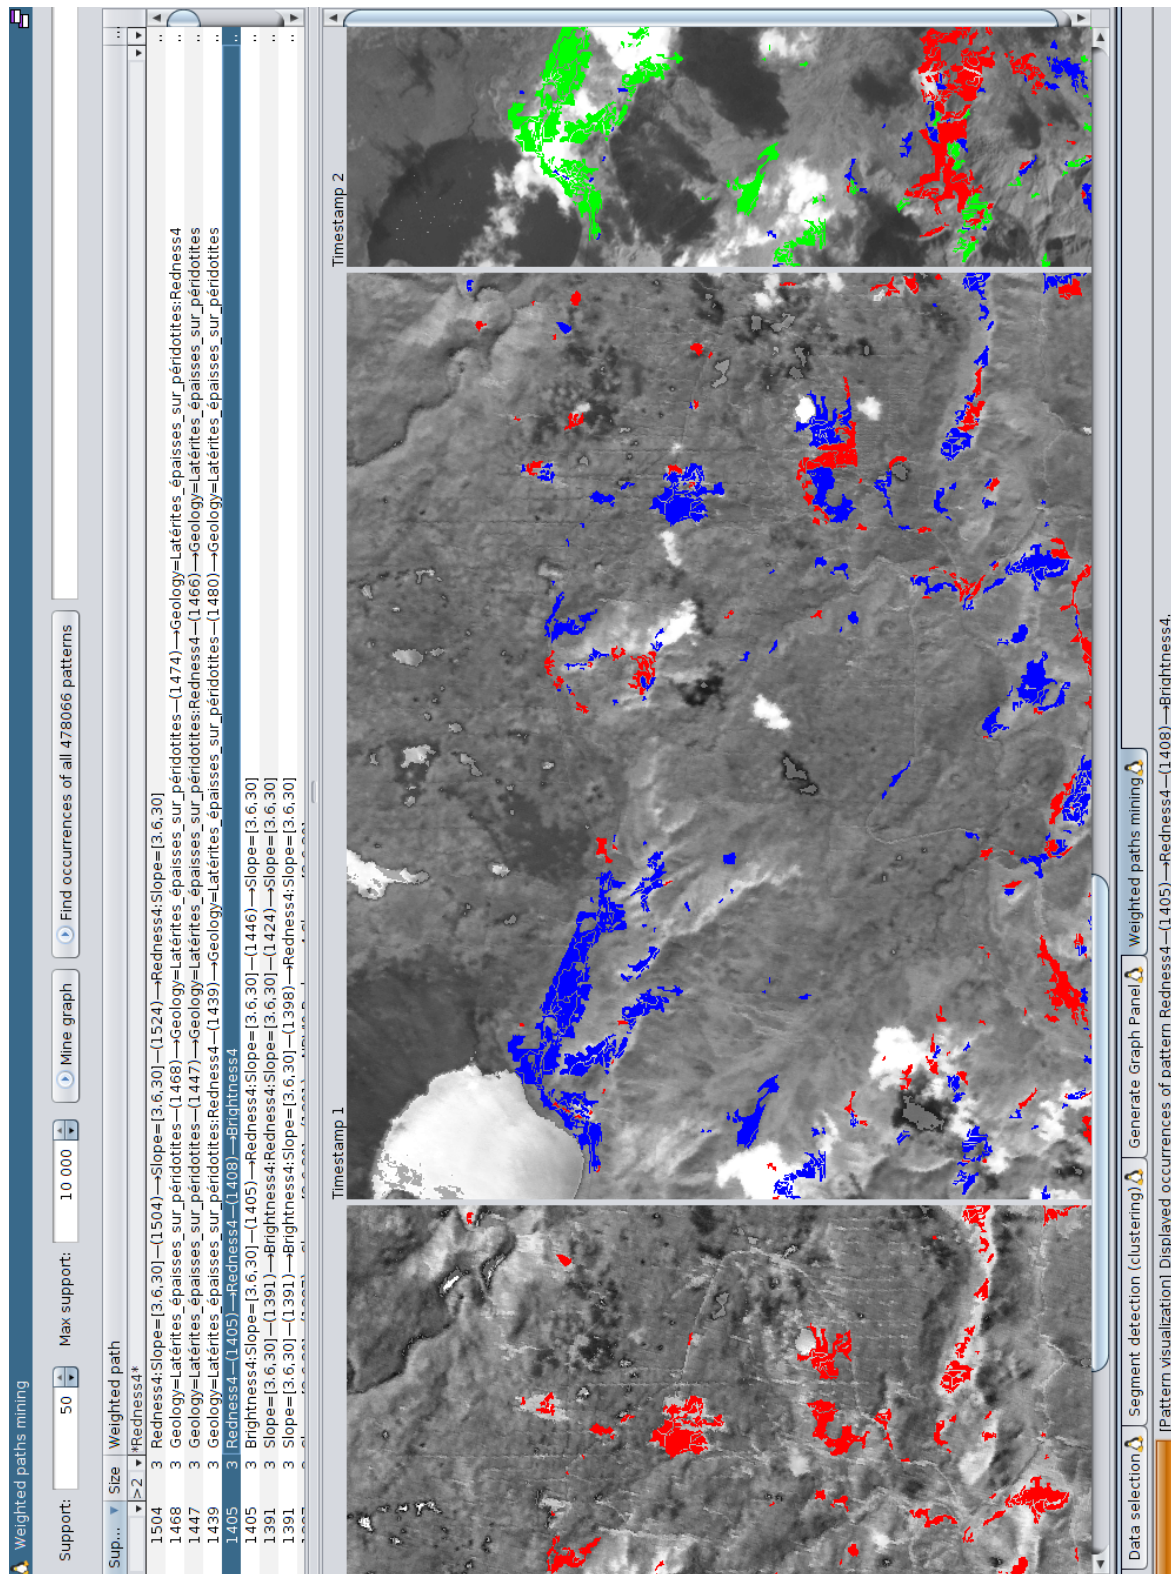 Weighted paths mining
Support: 50 Max support: 10 000 Mine graph Find occurrences of all 478066 patterns
Sup... Size Weighted path
>2 *Redness4*
1504 3 Redness4:Slope=[3.6,30]—(1504)→Slope=[3.6,30]—(1524)→Redness4:Slope=[3.6,30]
1468 3 Geology=Latérites_épaisses_sur_péridotites—(1468)→Geology=Latérites_épaisses_sur_péridotites—(1474)→Geology=Latérites_épaisses_sur_péridotites:Redness4
1447 3 Geology=Latérites_épaisses_sur_péridotites—(1447)→Geology=Latérites_épaisses_sur_péridotites:Redness4—(1466)→Geology=Latérites_épaisses_sur_péridotites
1439 3 Geology=Latérites_épaisses_sur_péridotites:Redness4—(1439)→Geology=Latérites_épaisses_sur_péridotites—(1480)→Geology=Latérites_épaisses_sur_péridotites
1405 3 Redness4—(1405)→Redness4—(1408)→Brightness4
1405 3 Brightness4:Slope=[3.6,30]—(1405)→Redness4:Slope=[3.6,30]—(1446)→Slope=[3.6,30]
1391 3 Slope=[3.6,30]—(1391)→Brightness4:Redness4:Slope=[3.6,30]—(1424)→Slope=[3.6,30]
1391 3 Slope=[3.6,30]—(1391)→Brightness4:Slope=[3.6,30]—(1398)→Redness4:Slope=[3.6,30]
Timestamp 1
Timestamp 2
Data selection Segment detection (clustering) Generate Graph Panel Weighted paths mining
[Pattern visualization] Displayed occurrences of pattern Redness4—(1405)→Redness4—(1408)→Brightness4.